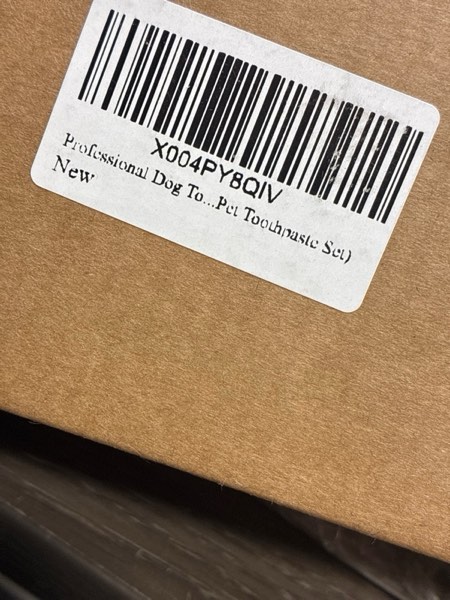 X004PY8QIV
Professional Dog To...Pet Toothpaste Set)
New